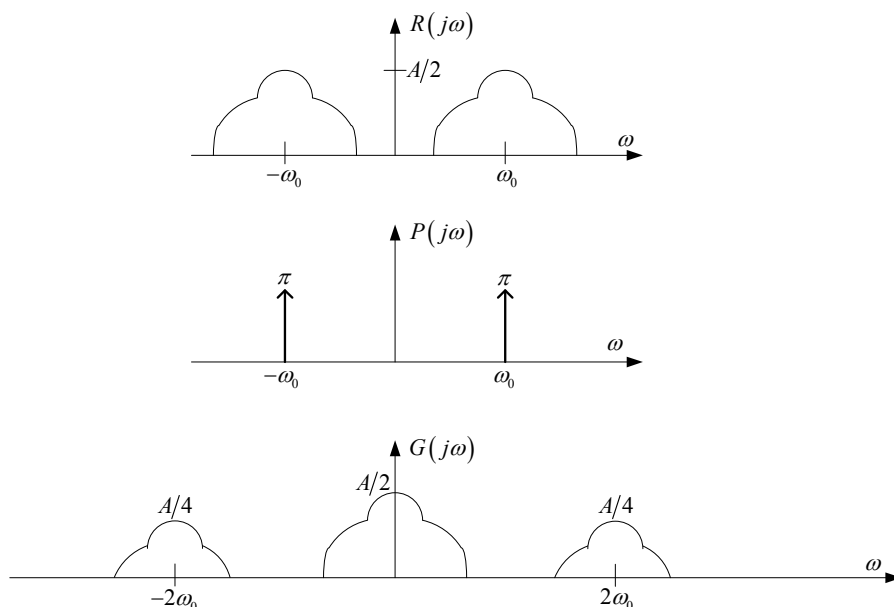 R(jω)
A/2
ω
−ω₀ ω₀
P(jω)
π π
ω
−ω₀ ω₀
G(jω)
A/2
A/4 A/4
ω
−2ω₀ 2ω₀